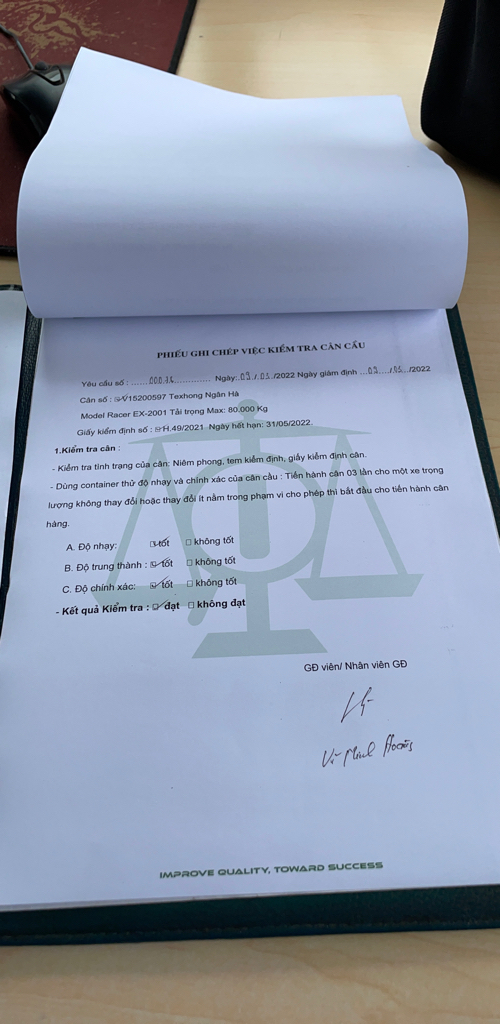 PHIẾU GHI CHÉP VIỆC KIỂM TRA CÂN CẨU
Yêu cầu số : ......000.76............... Ngày:.09./.05./2022 Ngày giám định ...09..../.05..../2022
Cân số : ☑V15200597 Texhong Ngân Hà
Model Racer EX-2001 Tải trọng Max: 80.000 Kg
Giấy kiểm định số : ☑H.49/2021 Ngày hết hạn: 31/05/2022.
1.Kiểm tra cân :
- Kiểm tra tình trạng của cân: Niêm phong, tem kiểm định, giấy kiểm định cân.
- Dùng container thử độ nhạy và chính xác của cân cẩu : Tiến hành cân 03 lần cho một xe trọng
lượng không thay đổi hoặc thay đổi ít nằm trong phạm vi cho phép thì bắt đầu cho tiến hành cân
hàng.
A. Độ nhạy: ☑ tốt ☐ không tốt
B. Độ trung thành : ☑ tốt ☐ không tốt
C. Độ chính xác: ☑ tốt ☐ không tốt
- Kết quả Kiểm tra : ☑ đạt ☐ không đạt
GĐ viên/ Nhân viên GĐ
Vũ Minh Hoàng
IMPROVE QUALITY, TOWARD SUCCESS